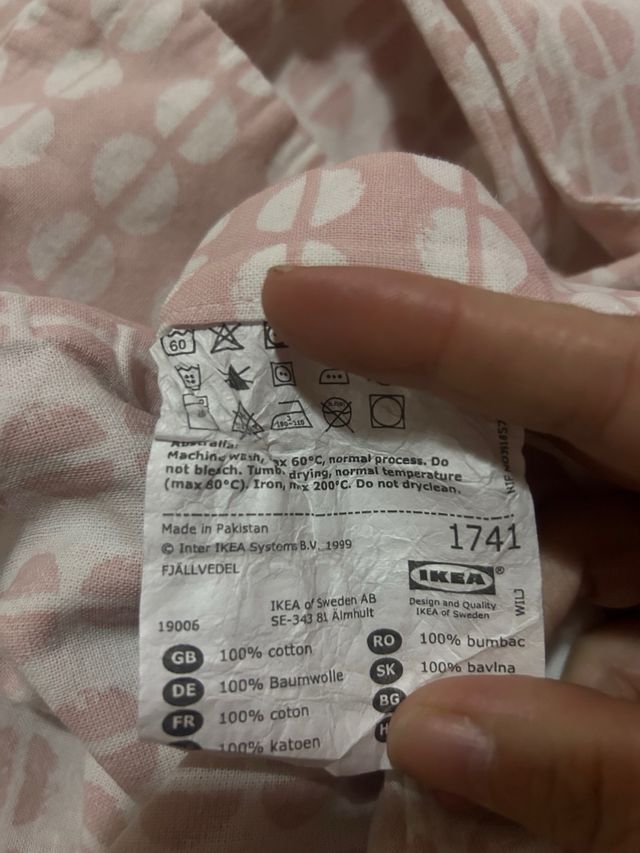 60
Australia:
Machine wash, max 60°C, normal process. Do
not bleach. Tumb. drying, normal temperature
(max 80°C). Iron, max 200°C. Do not dryclean.
Made in Pakistan
© Inter IKEA Systems B.V. 1999
FJÄLLVEDEL
1741
IKEA®
Design and Quality
IKEA of Sweden
IKEA of Sweden AB
SE-343 81 Älmhult
19006
GB 100% cotton
DE 100% Baumwolle
FR 100% coton
100% katoen
RO 100% bumbac
SK 100% bavlna
BG